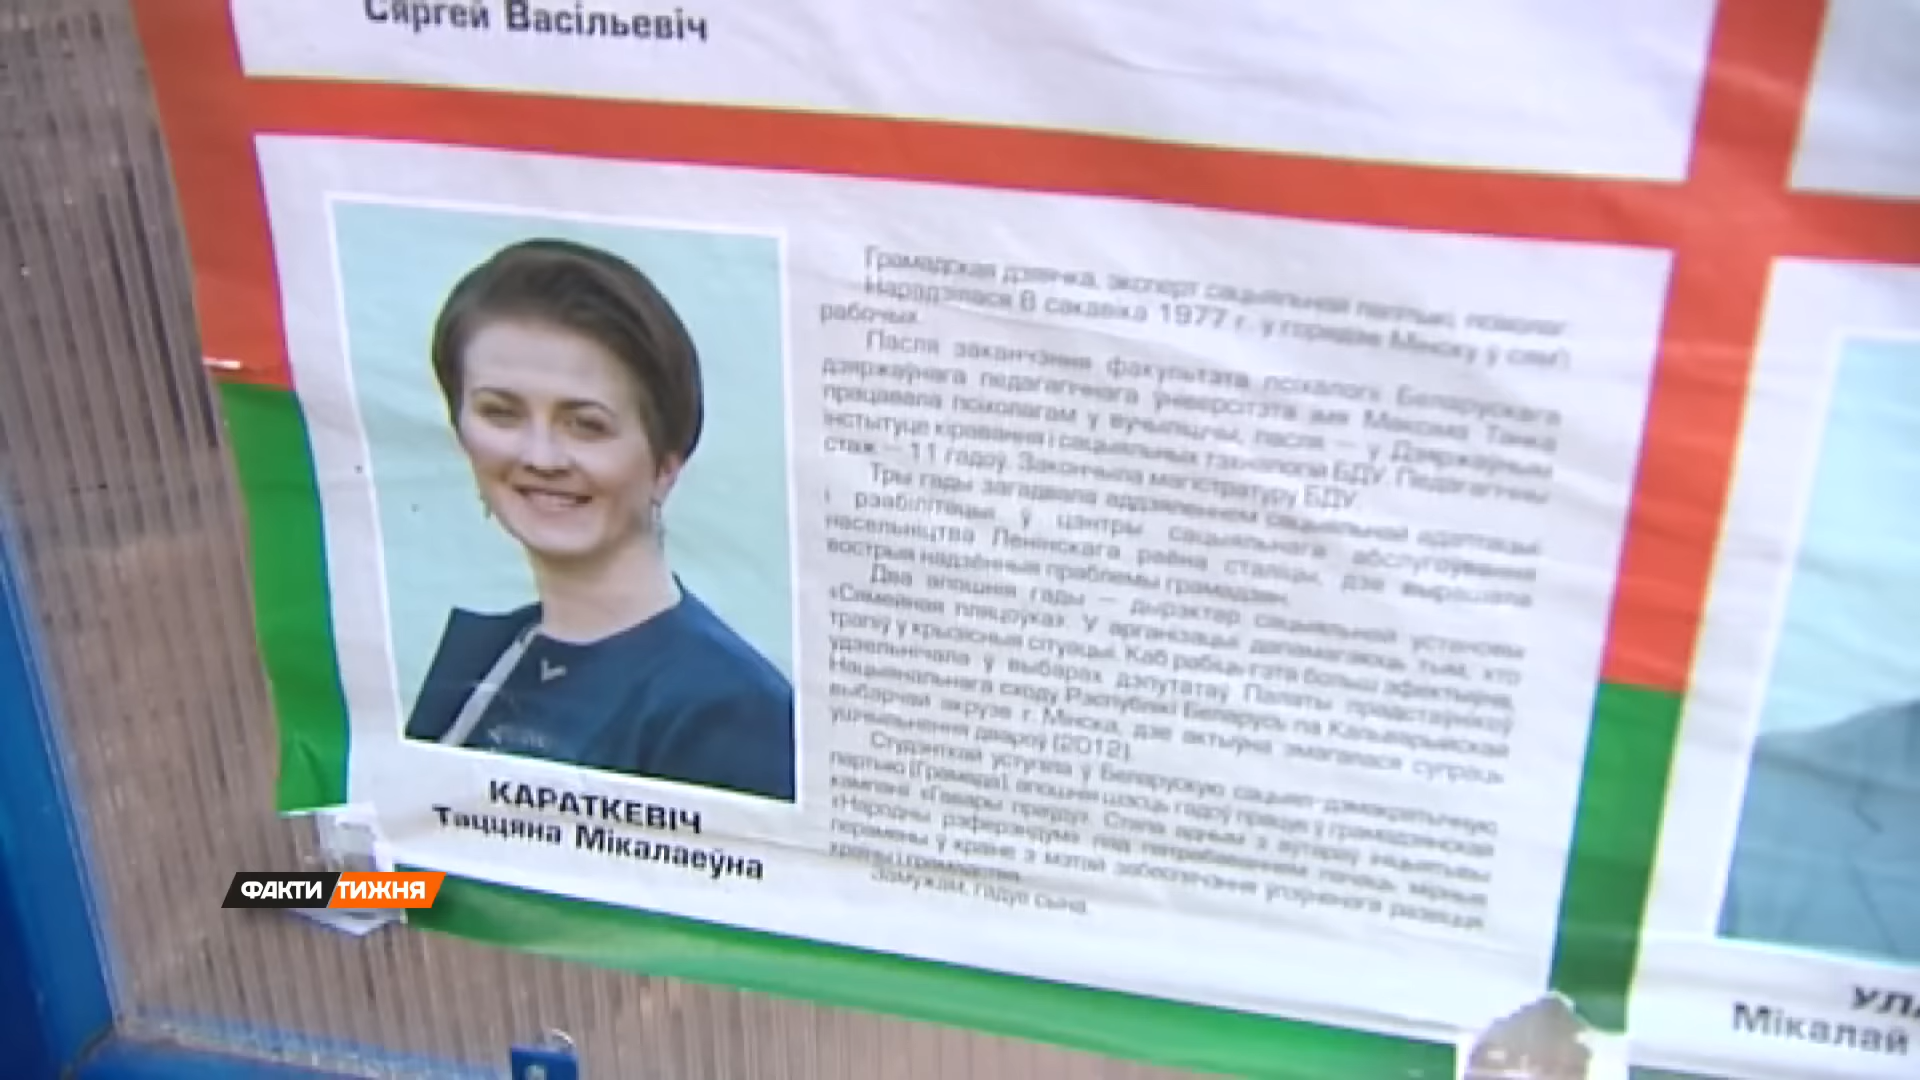 Сяргей Васільевіч
Грамадская дзяячка, эксперт сацыяльнай палітыкі, псіхолаг.
Нарадзілася 8 сакавіка 1977 г. у горадзе Мінску ў сям'і
рабочых.
Пасля заканчэння факультэта псіхалогіі Беларускага
дзяржаўнага педагагічнага ўніверсітэта імя Максіма Танка
працавала псіхолагам у вучылішчы, пасля — у Дзяржаўным
інстытуце кіравання і сацыяльных тэхналогій БДУ. Педагагічны
стаж — 11 гадоў. Закончыла магістратуру БДУ.
Тры гады загадвала аддзяленнем сацыяльнай адаптацыі
і рэабілітацыі ў цэнтры сацыяльнага абслугоўвання
насельніцтва Ленінскага раёна сталіцы, дзе вырашала
вострыя надзённыя праблемы грамадзян.
Два апошнія гады — дырэктар сацыяльнай установы
«Сямейная пляцоўка». У арганізацыі дапамагаюць тым, хто
трапіў у крызісныя сітуацыі. Каб рабіць гэта больш эфектыўна,
удзельнічала ў выбарах дэпутатаў Палаты прадстаўнікоў
Нацыянальнага сходу Рэспублікі Беларусь па Кальварыйскай
выбарчай акрузе г. Мінска, дзе актыўна змагалася супраць
ушчыльнення двароў (2012).
Студэнткай уступіла ў Беларускую сацыял-дэмакратычную
партыю (Грамада), апошнія шэсць гадоў працуе ў грамадзянскай
кампаніі «Гавары праўду». Стала адным з аўтараў ініцыятывы
«Народны рэферэндум» пад патрабаваннем пачаць мірныя
перамены ў краіне з мэтай забеспячэння упэўненага развіцця
краіны і грамадства.
Замужам, гадуе сына.
КАРАТКЕВІЧ
Таццяна Мікалаеўна
ФАКТИ ТИЖНЯ
УЛА
Мікалай